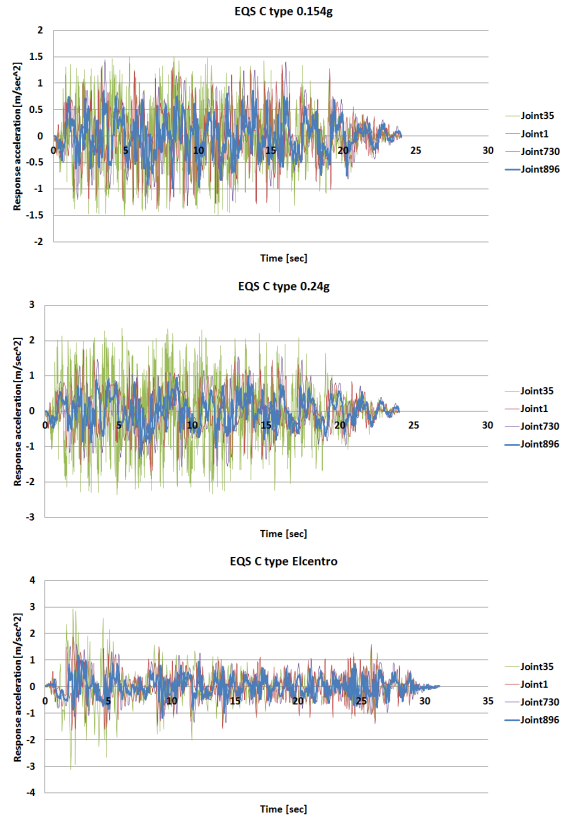 EQS C type 0.154g
2
1.5
1
0.5
0
-0.5
-1
-1.5
-2
0 5 10 15 20 25 30
Response acceleration[m/sec^2]
Time [sec]
Joint35
Joint1
Joint730
Joint896
EQS C type 0.24g
3
2
1
0
-1
-2
-3
0 5 10 15 20 25 30
Response acceleration[m/sec^2]
Time [sec]
Joint35
Joint1
Joint730
Joint896
EQS C type Elcentro
4
3
2
1
0
-1
-2
-3
-4
0 5 10 15 20 25 30 35
Response acceleration[m/sec^2]
Time [sec]
Joint35
Joint1
Joint730
Joint896